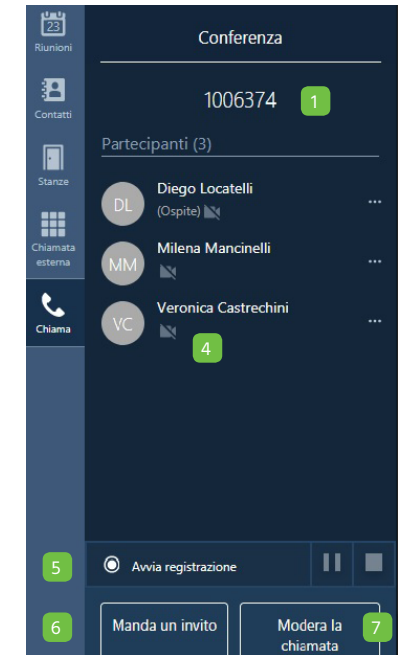 23
Riunioni
Contatti
Stanze
Chiamata
esterna
Chiama
Conferenza
1006374 1
Partecipanti (3)
DL Diego Locatelli
(Ospite)
...
MM Milena Mancinelli
...
VC Veronica Castrechini
...
4
5 Avvia registrazione
6 Manda un invito
Modera la 7
chiamata